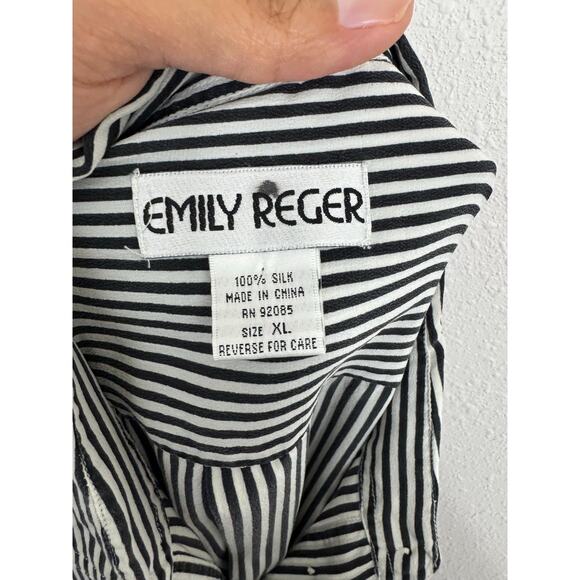 EMILY REGER
100% SILK
MADE IN CHINA
RN 92085
SIZE XL
REVERSE FOR CARE